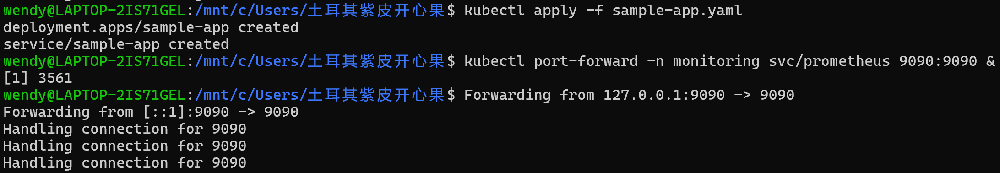 wendy@LAPTOP-2IS71GEL:/mnt/c/Users/土耳其紫皮开心果$ kubectl apply -f sample-app.yaml
deployment.apps/sample-app created
service/sample-app created
wendy@LAPTOP-2IS71GEL:/mnt/c/Users/土耳其紫皮开心果$ kubectl port-forward -n monitoring svc/prometheus 9090:9090 &
[1] 3561
wendy@LAPTOP-2IS71GEL:/mnt/c/Users/土耳其紫皮开心果$ Forwarding from 127.0.0.1:9090 -> 9090
Forwarding from [::1]:9090 -> 9090
Handling connection for 9090
Handling connection for 9090
Handling connection for 9090